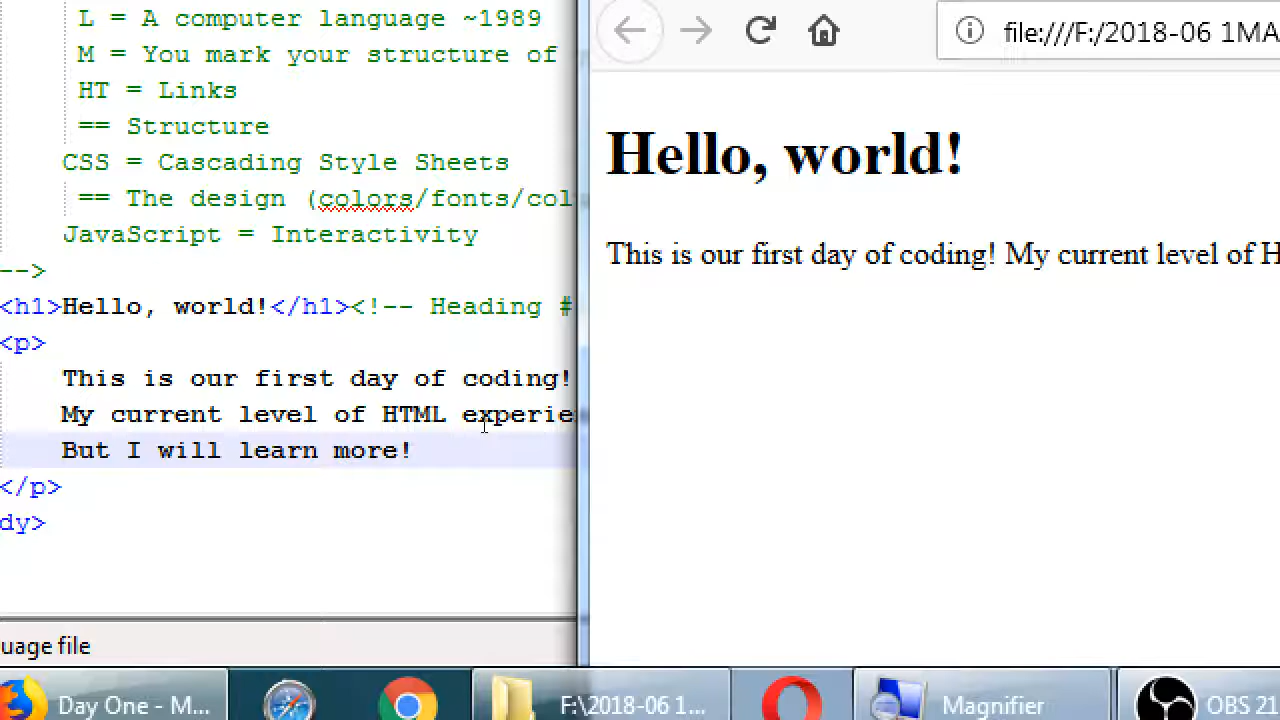 L = A computer language ~1989
M = You mark your structure of
HT = Links
== Structure
CSS = Cascading Style Sheets
== The design (colors/fonts/col
JavaScript = Interactivity
-->
<h1>Hello, world!</h1><!-- Heading #
<p>
This is our first day of coding!
My current level of HTML experie
But I will learn more!
</p>
dy>
uage file
file:///F:/2018-06 1MA
Hello, world!
This is our first day of coding! My current level of H
Day One - M...
F:\2018-06 1...
Magnifier
OBS 21